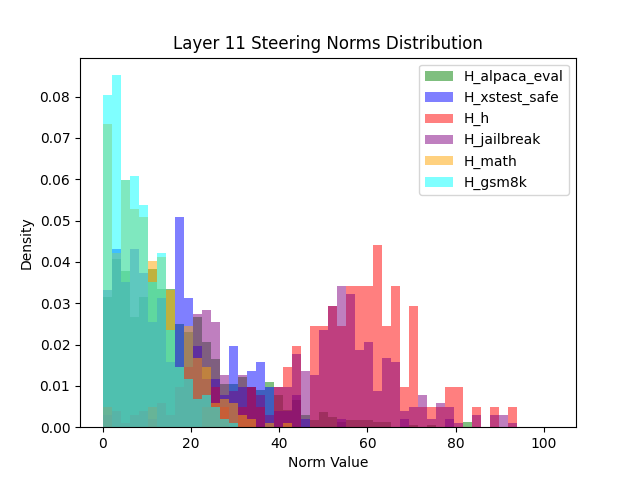 Layer 11 Steering Norms Distribution
H_alpaca_eval
H_xstest_safe
H_h
H_jailbreak
H_math
H_gsm8k
Density
0.08
0.07
0.06
0.05
0.04
0.03
0.02
0.01
0.00
0
20
40
60
80
100
Norm Value